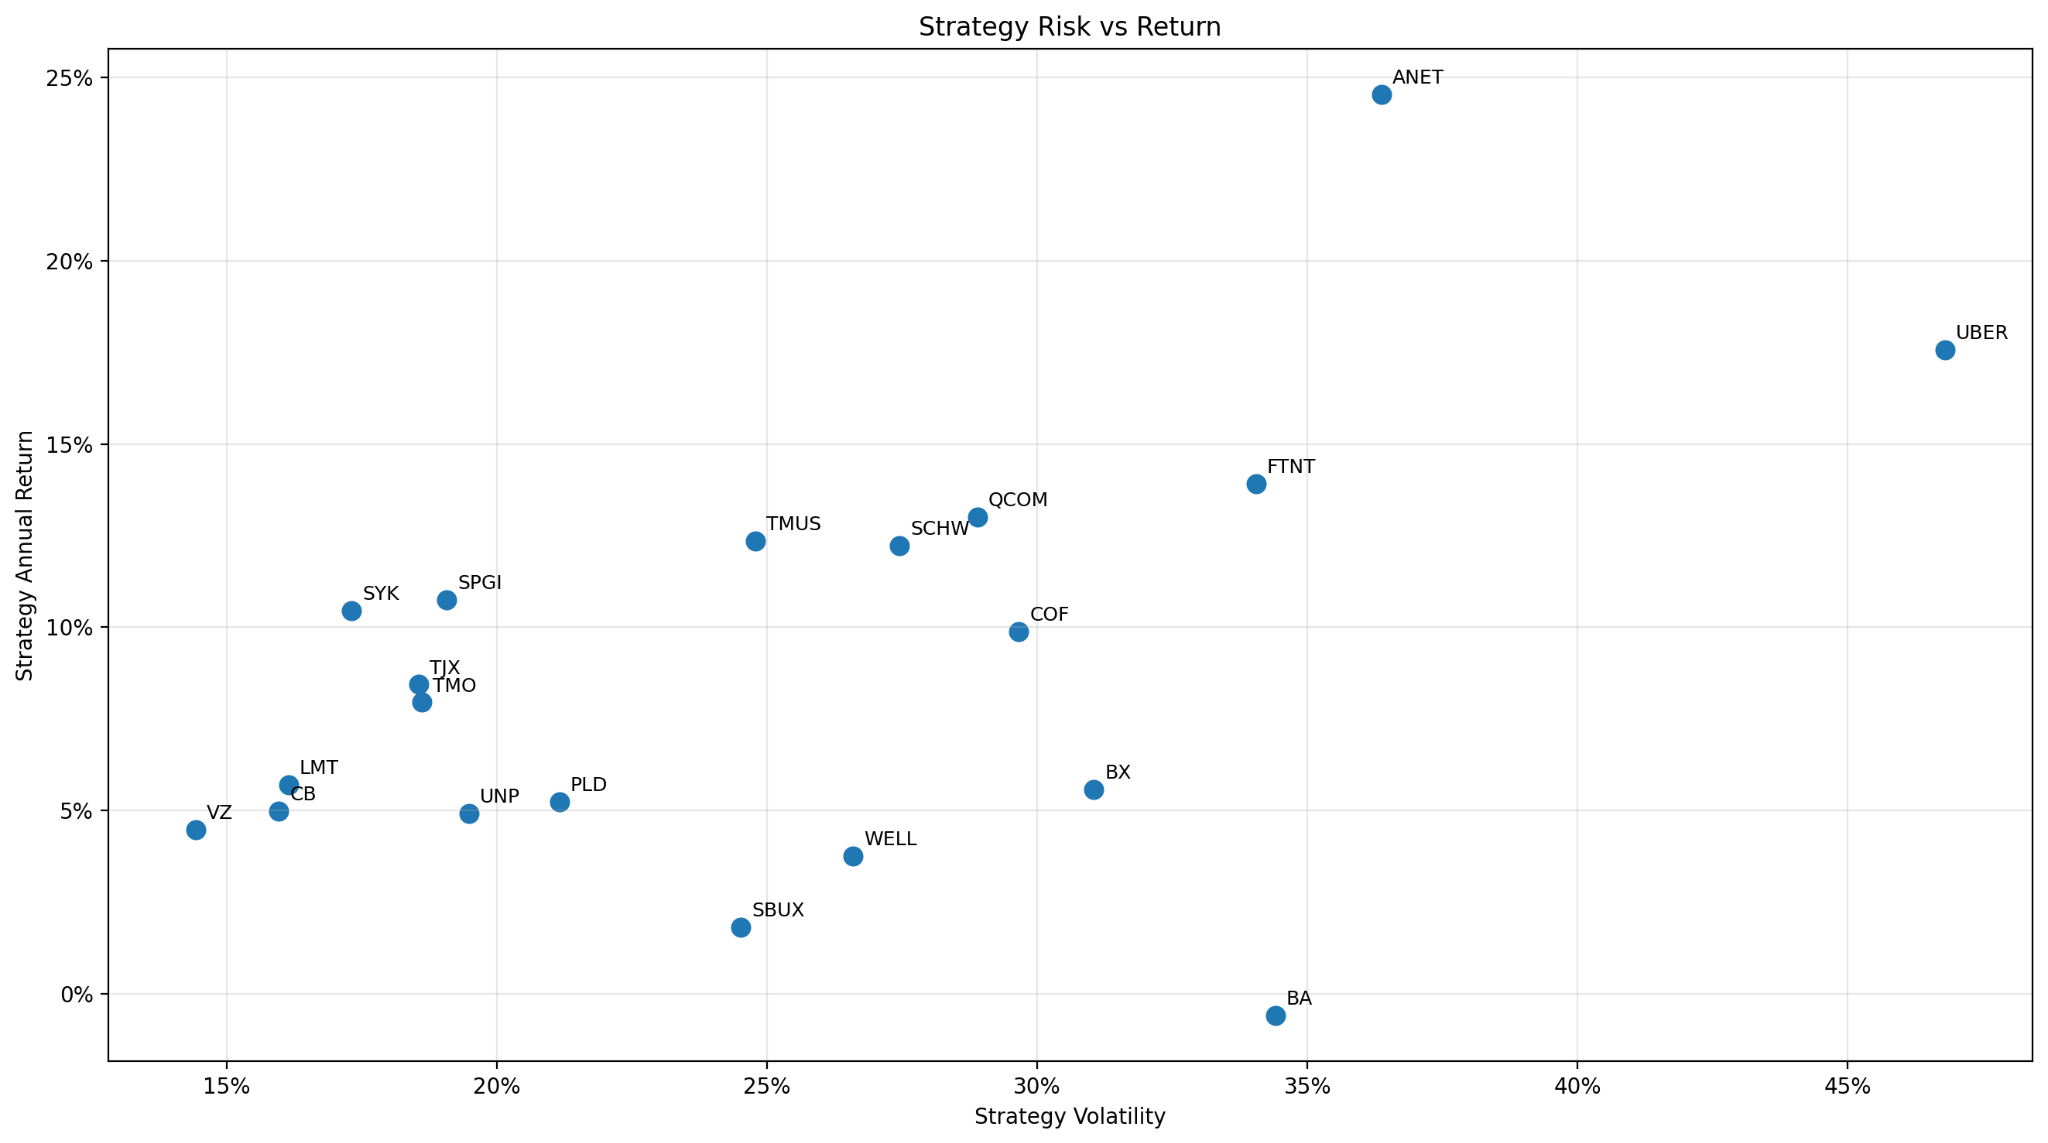 Strategy Risk vs Return
25%
20%
15%
10%
5%
0%
Strategy Annual Return
ANET
UBER
FTNT
QCOM
TMUS
SCHW
SPGI
SYK
COF
TJX
TMO
LMT
BX
CB
PLD
UNP
VZ
WELL
SBUX
BA
15%
20%
25%
30%
35%
40%
45%
Strategy Volatility